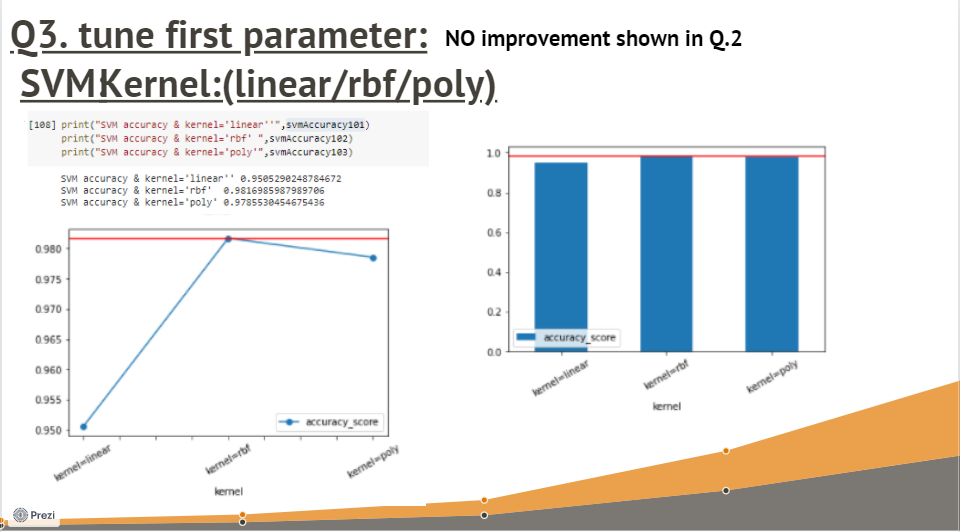 Q3. tune first parameter: NO improvement shown in Q.2
SVM:Kernel:(linear/rbf/poly)
[108] print("SVM accuracy & kernel='linear''",svmAccuracy101)
print("SVM accuracy & kernel='rbf' ",svmAccuracy102)
print("SVM accuracy & kernel='poly'",svmAccuracy103)
SVM accuracy & kernel='linear'' 0.9505290248784672
SVM accuracy & kernel='rbf'  0.9816985987989706
SVM accuracy & kernel='poly' 0.9785530454675436
0.980
0.975
0.970
0.965
0.960
0.955
0.950
accuracy_score
kernel=linear
kernel=rbf
kernel=poly
kernel
1.0
0.8
0.6
0.4
0.2
0.0
accuracy_score
kernel=linear
kernel=rbf
kernel=poly
kernel
Prezi